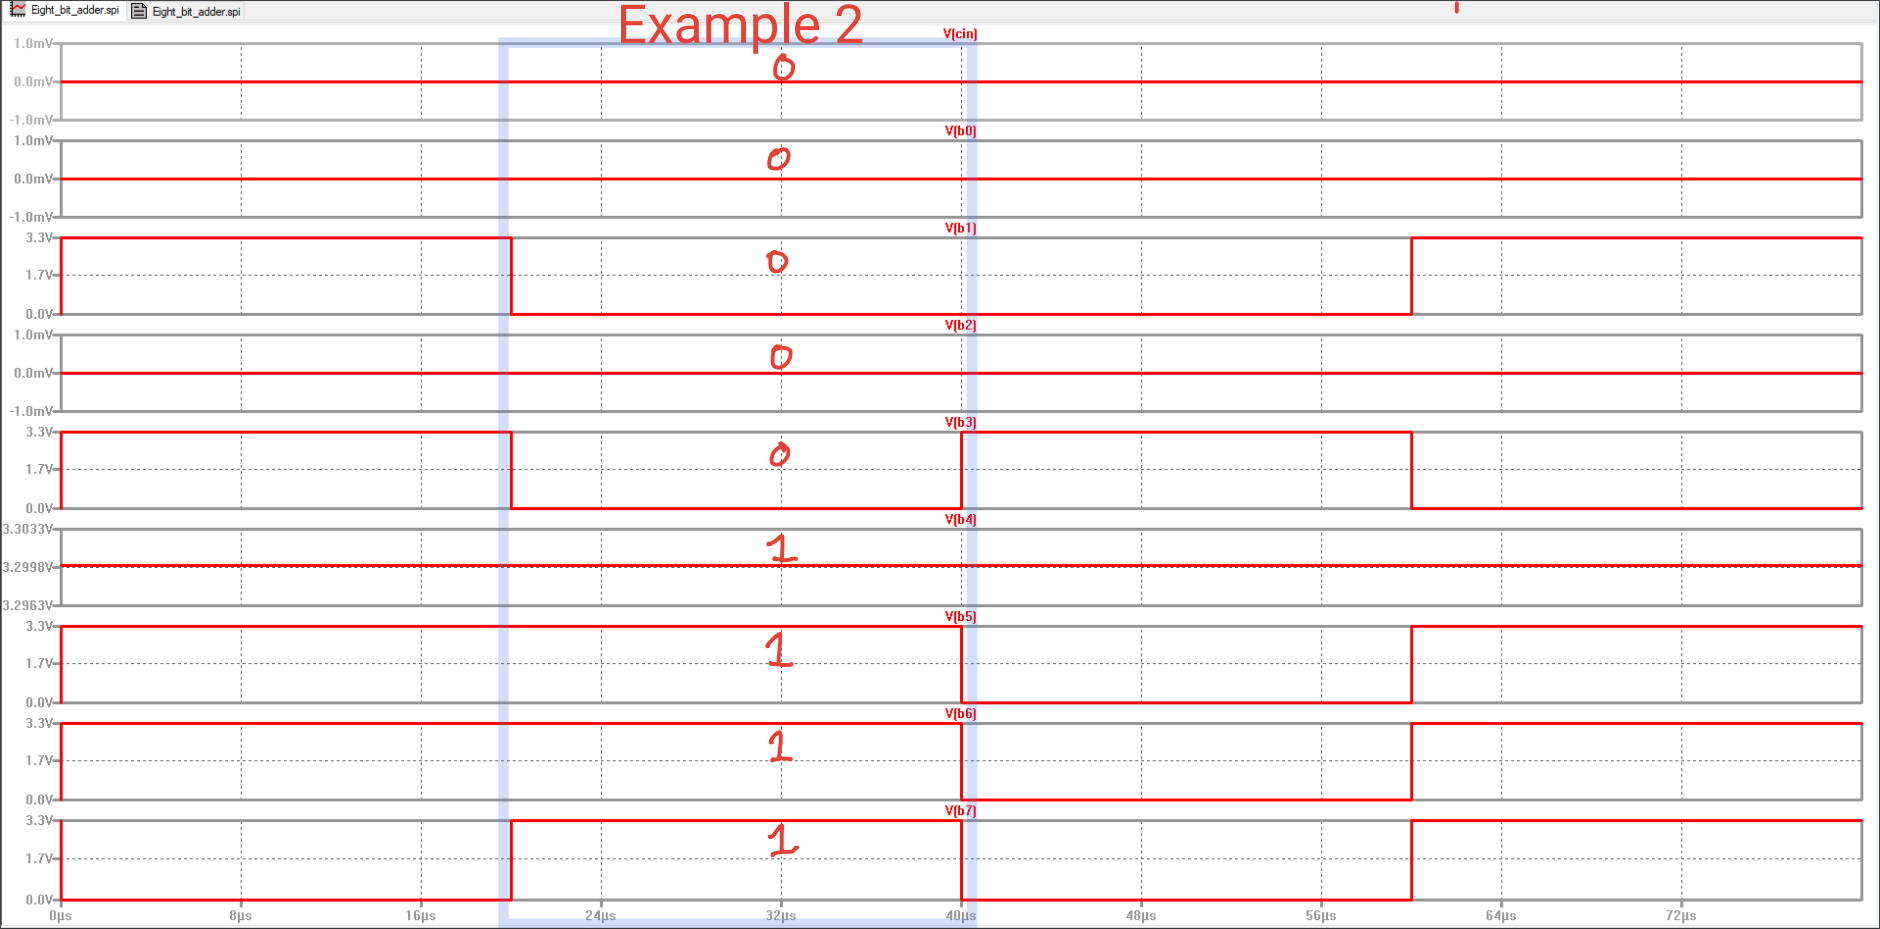 Eight_bit_adder.spi Eight_bit_adder.spi
Example 2
V(cin)
1.0mV
0
0.0mV
-1.0mV
V(b0)
1.0mV
0
0.0mV
-1.0mV
V(b1)
3.3V
0
1.7V
0.0V
V(b2)
1.0mV
0
0.0mV
-1.0mV
V(b3)
3.3V
0
1.7V
0.0V
V(b4)
3.3033V
1
3.2998V
3.2963V
V(b5)
3.3V
1
1.7V
0.0V
V(b6)
3.3V
1
1.7V
0.0V
V(b7)
3.3V
1
1.7V
0.0V
0µs 8µs 16µs 24µs 32µs 40µs 48µs 56µs 64µs 72µs